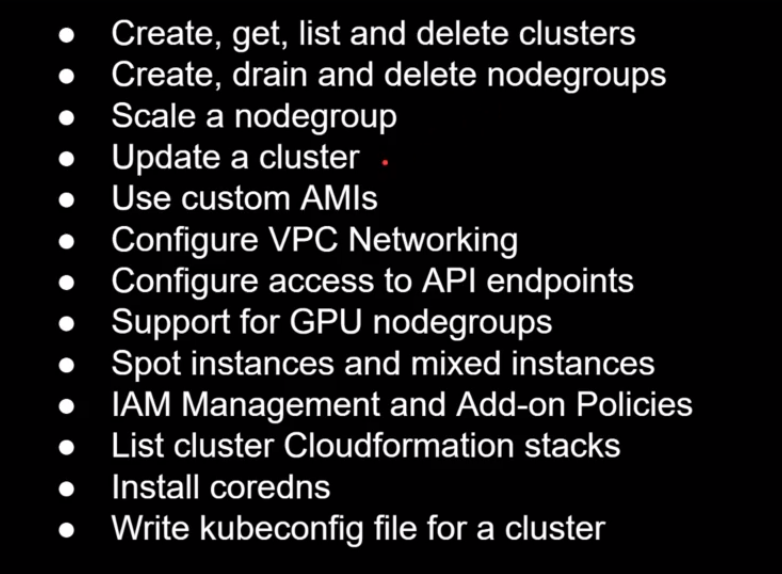 ● Create, get, list and delete clusters
● Create, drain and delete nodegroups
● Scale a nodegroup
● Update a cluster
● Use custom AMIs
● Configure VPC Networking
● Configure access to API endpoints
● Support for GPU nodegroups
● Spot instances and mixed instances
● IAM Management and Add-on Policies
● List cluster Cloudformation stacks
● Install coredns
● Write kubeconfig file for a cluster